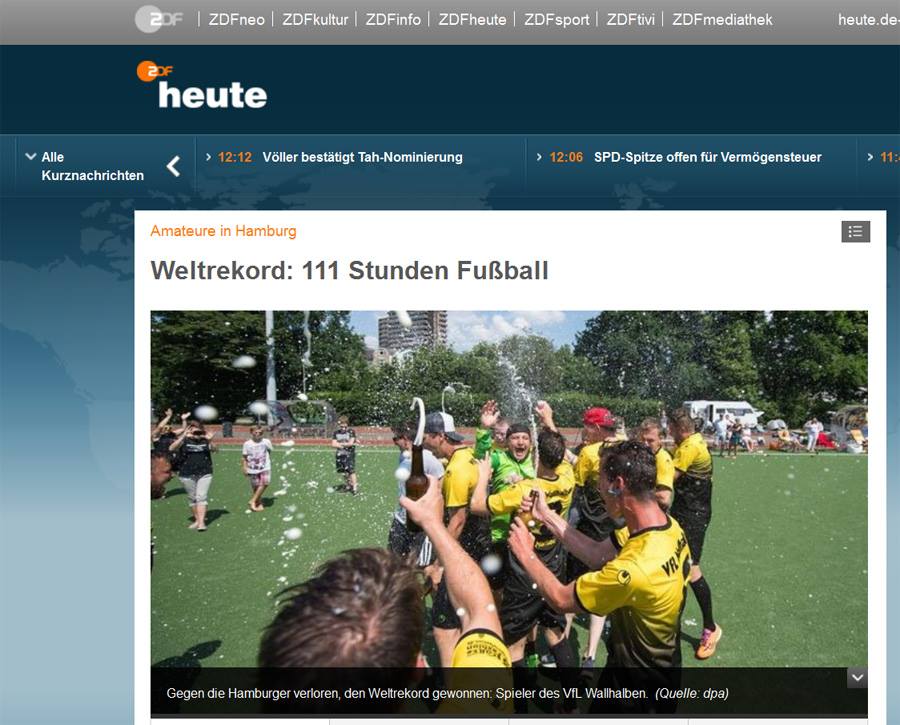 ZDF ZDFneo ZDFkultur ZDFinfo ZDFheute ZDFsport ZDFtivi ZDFmediathek heute.de-
ZDF
heute
Alle Kurznachrichten
12:12 Völler bestätigt Tah-Nominierung
12:06 SPD-Spitze offen für Vermögensteuer
11:4
Amateure in Hamburg
Weltrekord: 111 Stunden Fußball
VfL
Gegen die Hamburger verloren, den Weltrekord gewonnen: Spieler des VfL Wallhalben. (Quelle: dpa)